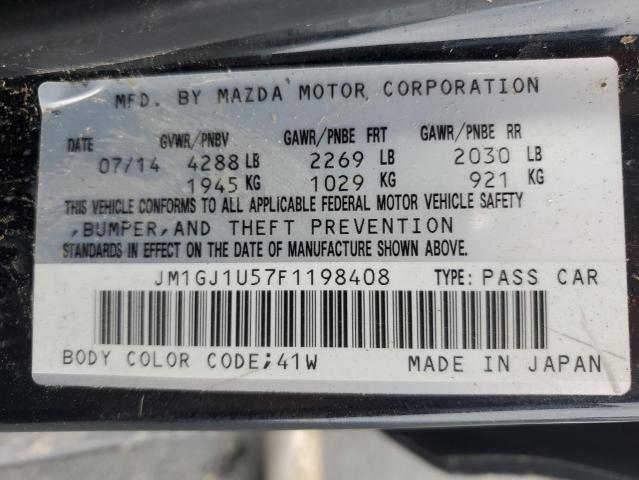 MFD. BY MAZDA MOTOR CORPORATION
DATE GVWR/PNBV GAWR/PNBE FRT GAWR/PNBE RR
07/14 4288 LB 2269 LB 2030 LB
1945 KG 1029 KG 921 KG
THIS VEHICLE CONFORMS TO ALL APPLICABLE FEDERAL MOTOR VEHICLE SAFETY
,BUMPER,AND THEFT PREVENTION
STANDARDS IN EFFECT ON THE DATE OF MANUFACTURE SHOWN ABOVE.
JM1GJ1U57F1198408 TYPE: PASS CAR
BODY COLOR CODE;41W MADE IN JAPAN